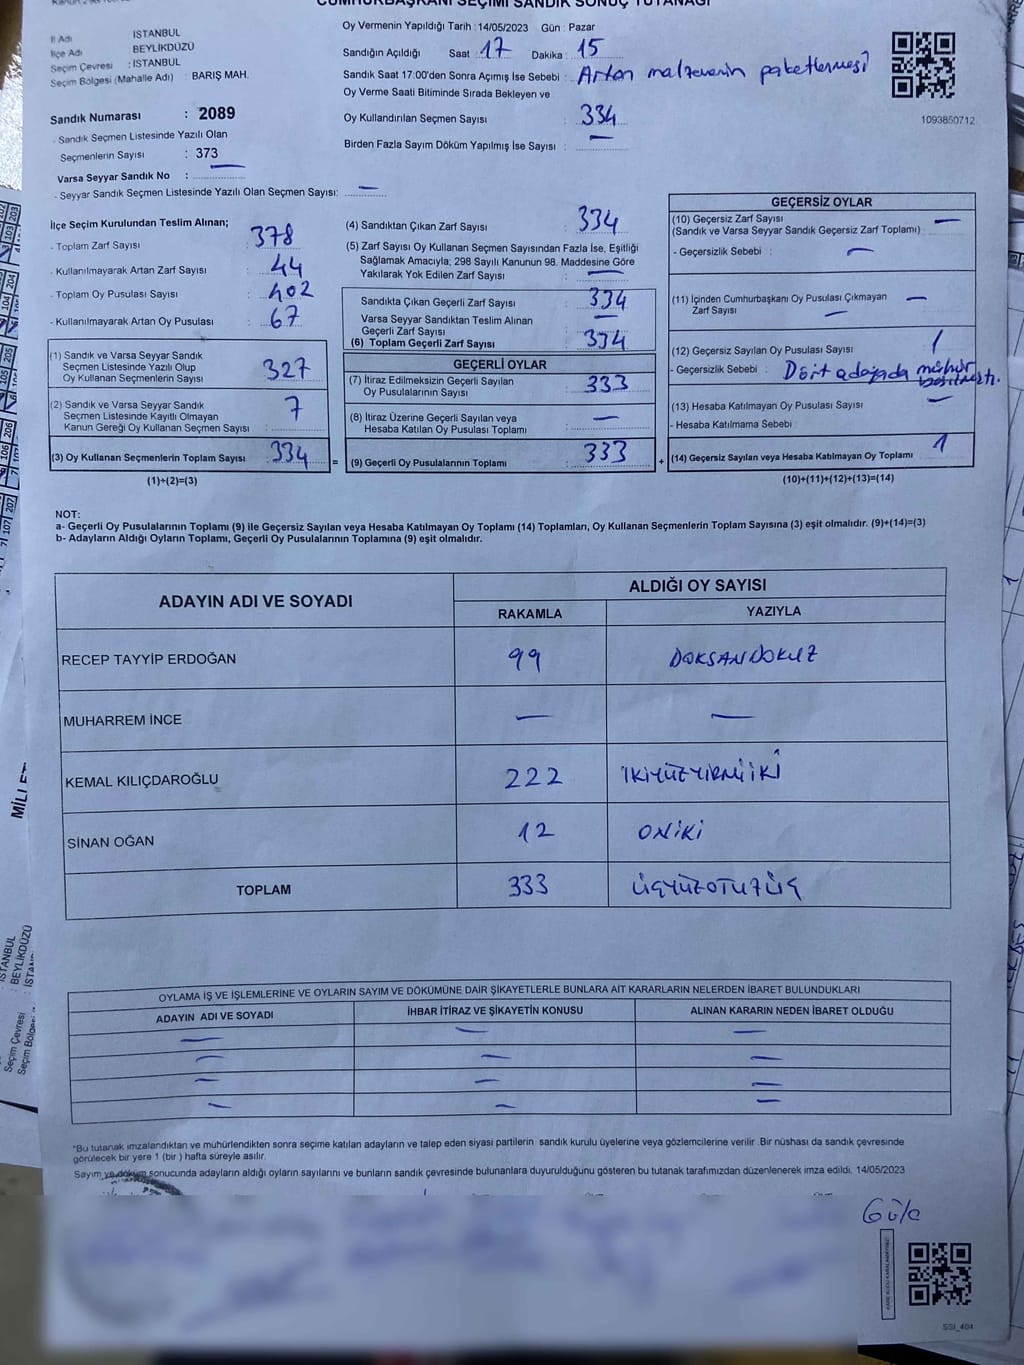 CUMHURBAŞKANI SEÇİMİ SANDIK SONUÇ TUTANAĞI
İl Adı : İSTANBUL
İlçe Adı : BEYLİKDÜZÜ
Seçim Çevresi : İSTANBUL
Seçim Bölgesi (Mahalle Adı) : BARIŞ MAH.
Sandık Numarası : 2089
- Sandık Seçmen Listesinde Yazılı Olan
Seçmenlerin Sayısı : 373
Varsa Seyyar Sandık No : —
- Seyyar Sandık Seçmen Listesinde Yazılı Olan Seçmen Sayısı: —
Oy Vermenin Yapıldığı Tarih : 14/05/2023 Gün : Pazar
Sandığın Açıldığı Saat 17 Dakika : 15
Sandık Saat 17:00'den Sonra Açımış İse Sebebi : Artan malzemenin paketlenmesi
Oy Verme Saati Bitiminde Sırada Bekleyen ve
Oy Kullandırılan Seçmen Sayısı : 334
Birden Fazla Sayım Döküm Yapılmış İse Sayısı : —
1093850712
İlçe Seçim Kurulundan Teslim Alınan;
- Toplam Zarf Sayısı : 378
- Kullanılmayarak Artan Zarf Sayısı : 44
- Toplam Oy Pusulası Sayısı : 402
- Kullanılmayarak Artan Oy Pusulası : 67
(1) Sandık ve Varsa Seyyar Sandık
Seçmen Listesinde Yazılı Olup
Oy Kullanan Seçmenlerin Sayısı : 327
(2) Sandık ve Varsa Seyyar Sandık
Seçmen Listesinde Kayıtlı Olmayan
Kanun Gereği Oy Kullanan Seçmen Sayısı : 7
(3) Oy Kullanan Seçmenlerin Toplam Sayısı : 334 =
(1)+(2)=(3)
(4) Sandıktan Çıkan Zarf Sayısı : 334
(5) Zarf Sayısı Oy Kullanan Seçmen Sayısından Fazla İse, Eşitliği
Sağlamak Amacıyla; 298 Sayılı Kanunun 98. Maddesine Göre
Yakılarak Yok Edilen Zarf Sayısı : —
Sandıkta Çıkan Geçerli Zarf Sayısı : 334
Varsa Seyyar Sandıktan Teslim Alınan
Geçerli Zarf Sayısı : —
(6) Toplam Geçerli Zarf Sayısı : 334
GEÇERLİ OYLAR
(7) İtiraz Edilmeksizin Geçerli Sayılan
Oy Pusulalarının Sayısı : 333
(8) İtiraz Üzerine Geçerli Sayılan veya
Hesaba Katılan Oy Pusulası Toplamı : —
(9) Geçerli Oy Pusulalarının Toplamı : 333 +
GEÇERSİZ OYLAR
(10) Geçersiz Zarf Sayısı —
(Sandık ve Varsa Seyyar Sandık Geçersiz Zarf Toplamı) :
- Geçersizlik Sebebi : —
(11) İçinden Cumhurbaşkanı Oy Pusulası Çıkmayan —
Zarf Sayısı : —
(12) Geçersiz Sayılan Oy Pusulası Sayısı : 1
- Geçersizlik Sebebi : Dört adayada mühür
basılmıştı.
(13) Hesaba Katılmayan Oy Pusulası Sayısı : —
- Hesaba Katılmama Sebebi :
(14) Geçersiz Sayılan veya Hesaba Katılmayan Oy Toplamı : 1
(10)+(11)+(12)+(13)=(14)
NOT:
a- Geçerli Oy Pusulalarının Toplamı (9) ile Geçersiz Sayılan veya Hesaba Katılmayan Oy Toplamı (14) Toplamları, Oy Kullanan Seçmenlerin Toplam Sayısına (3) eşit olmalıdır. (9)+(14)=(3)
b- Adayların Aldığı Oyların Toplamı, Geçerli Oy Pusulalarının Toplamına (9) eşit olmalıdır.
ADAYIN ADI VE SOYADI ALDIĞI OY SAYISI
RAKAMLA YAZIYLA
RECEP TAYYİP ERDOĞAN 99 DOKSANDOKUZ
MUHARREM İNCE — —
KEMAL KILIÇDAROĞLU 222 İKİYÜZYİRMİİKİ
SİNAN OĞAN 12 ONİKİ
TOPLAM 333 ÜÇYÜZOTUZÜÇ
OYLAMA İŞ VE İŞLEMLERİNE VE OYLARIN SAYIM VE DÖKÜMÜNE DAİR ŞİKAYETLERLE BUNLARA AİT KARARLARIN NELERDEN İBARET BULUNDUKLARI
ADAYIN ADI VE SOYADI İHBAR İTİRAZ VE ŞİKAYETİN KONUSU ALINAN KARARIN NEDEN İBARET OLDUĞU
— — —
— — —
— — —
— — —
*Bu tutanak imzalandıktan ve mühürlendikten sonra seçime katılan adayların ve talep eden siyasi partilerin sandık kurulu üyelerine veya gözlemcilerine verilir .Bir nüshası da sandık çevresinde
görülecek bir yere 1 (bir ) hafta süreyle asılır.
Sayım ve döküm sonucunda adayların aldığı oyların sayılarını ve bunların sandık çevresinde bulunanlara duyurulduğunu gösteren bu tutanak tarafımızdan düzenlenerek imza edildi. 14/05/2023
SSI_404
MİLLET
İSTANBUL
BEYLİKDÜZÜ
Seçim Çevresi